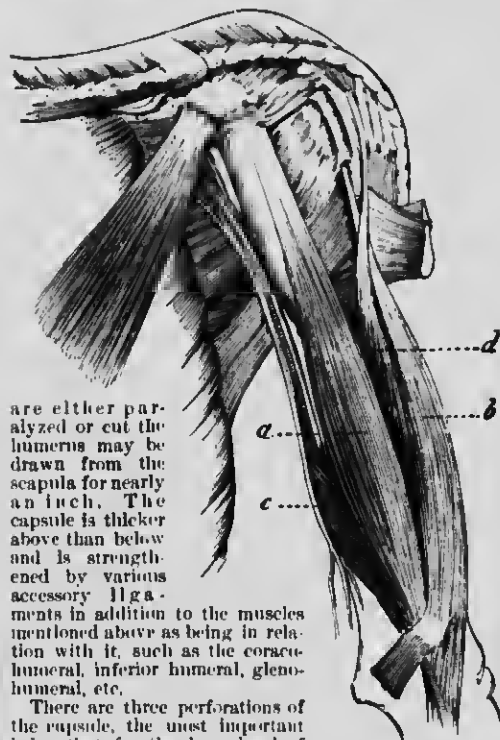 d
b
a
c
are either par-
alyzed or cut the
humerus may be
drawn from the
scapula for nearly
an inch. The
capsule is thicker
above than below
and is strength-
ened by various
accessory liga-
ments in addition to the muscles
mentioned above as being in rela-
tion with it, such as the coraco-
humeral, inferior humeral, gleno-
humeral, etc.
There are three perforations of
the capsule, the most important